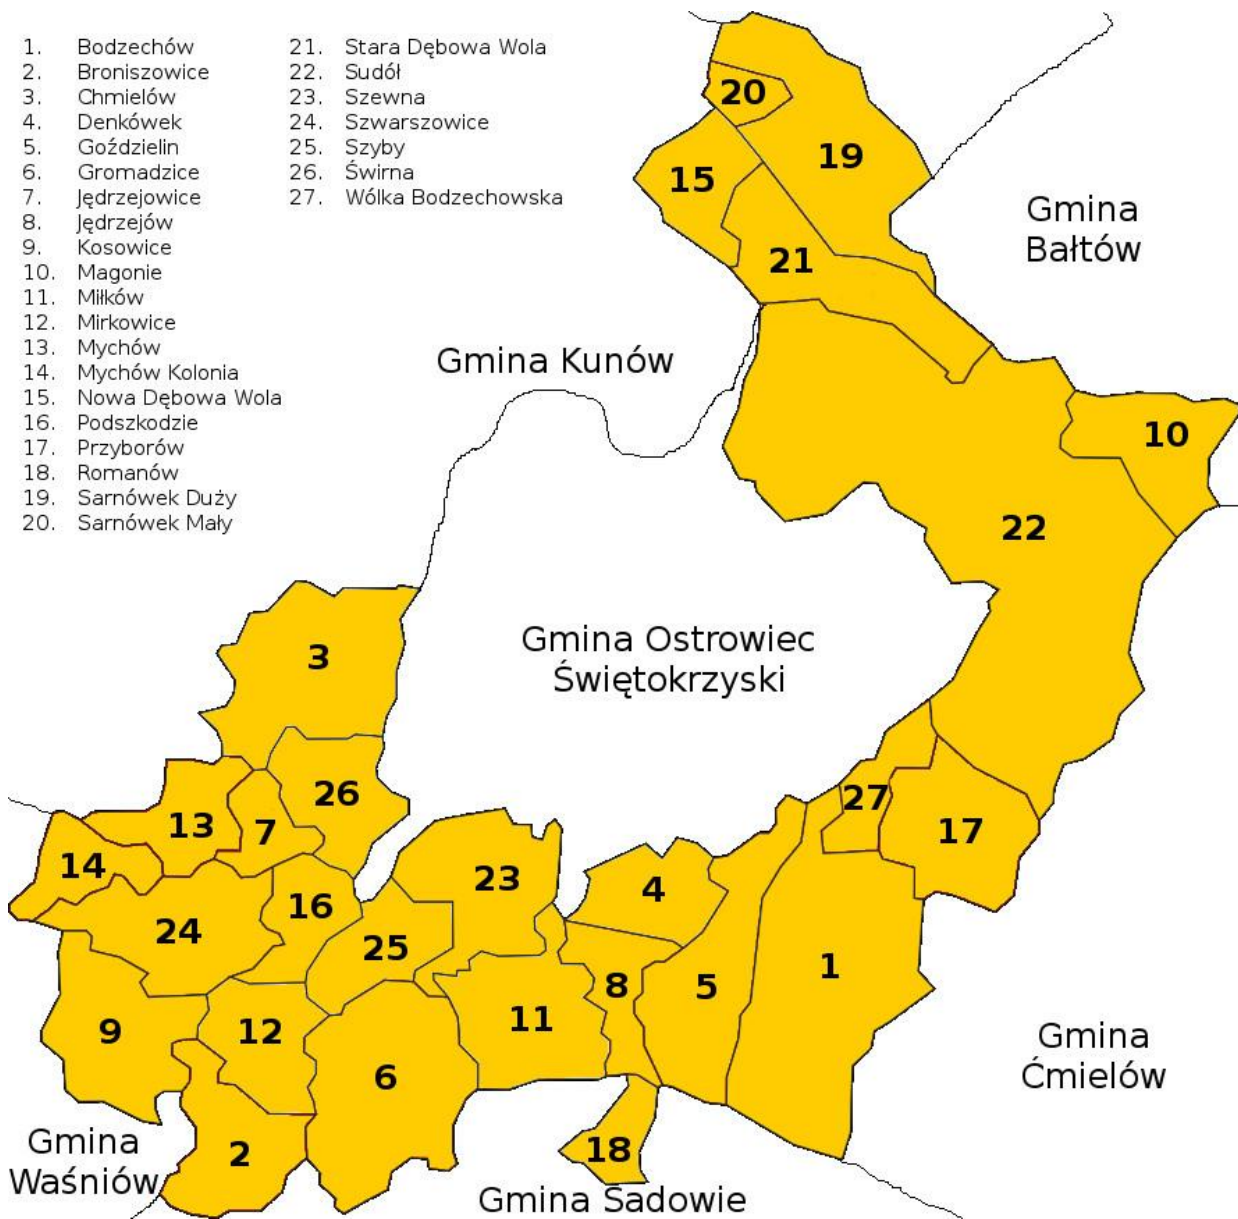 1. Bodzechów
2. Broniszowice
3. Chmielów
4. Denkówek
5. Goździelin
6. Gromadzice
7. Jędrzejowice
8. Jędrzejów
9. Kosowice
10. Magonie
11. Miłków
12. Mirkowice
13. Mychów
14. Mychów Kolonia
15. Nowa Dębowa Wola
16. Podszkodzie
17. Przyborów
18. Romanów
19. Sarnówek Duży
20. Sarnówek Mały
21. Stara Dębowa Wola
22. Sudół
23. Szewna
24. Szwarszowice
25. Szyby
26. Świrna
27. Wólka Bodzechowska
20
19
15
Gmina
Bałtów
21
Gmina Kunów
10
22
Gmina Ostrowiec
Świętokrzyski
3
26
27
13
7
17
14
23
4
16
24
25
1
8
5
9
12
11
Gmina
Ćmielów
6
Gmina
Waśniów
2
18
Gmina Sadowie